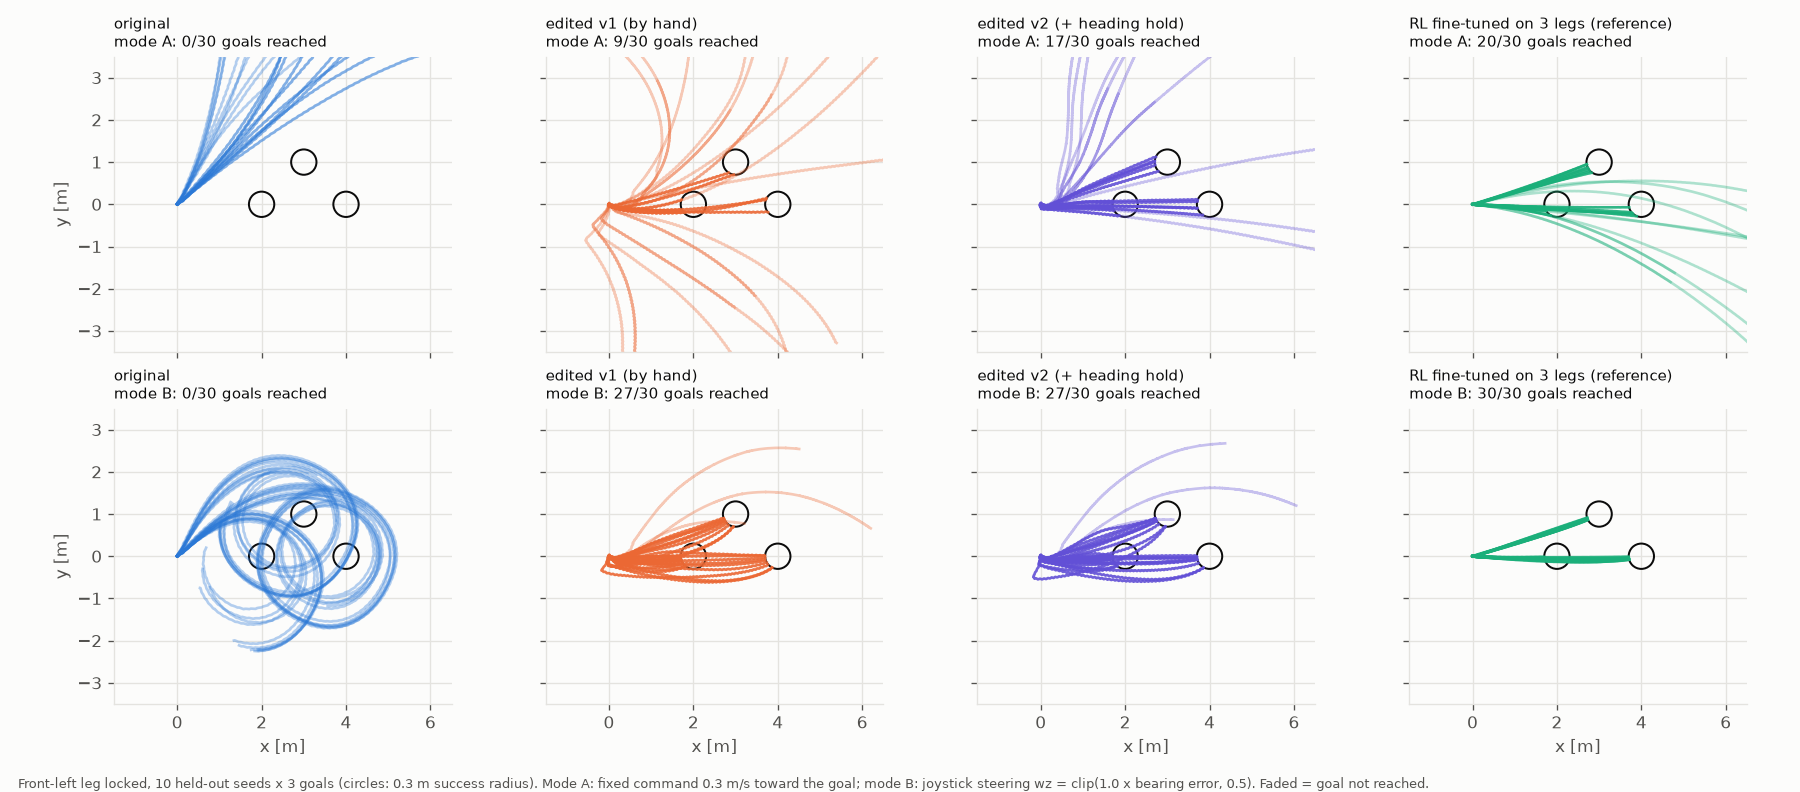 original
mode A: 0/30 goals reached
edited v1 (by hand)
mode A: 9/30 goals reached
edited v2 (+ heading hold)
mode A: 17/30 goals reached
RL fine-tuned on 3 legs (reference)
mode A: 20/30 goals reached
3
2
1
0
−1
−2
−3
y [m]
original
mode B: 0/30 goals reached
edited v1 (by hand)
mode B: 27/30 goals reached
edited v2 (+ heading hold)
mode B: 27/30 goals reached
RL fine-tuned on 3 legs (reference)
mode B: 30/30 goals reached
3
2
1
0
−1
−2
−3
y [m]
0 2 4 6
0 2 4 6
0 2 4 6
0 2 4 6
x [m]
x [m]
x [m]
x [m]
Front-left leg locked, 10 held-out seeds x 3 goals (circles: 0.3 m success radius). Mode A: fixed command 0.3 m/s toward the goal; mode B: joystick steering wz = clip(1.0 x bearing error, 0.5). Faded = goal not reached.